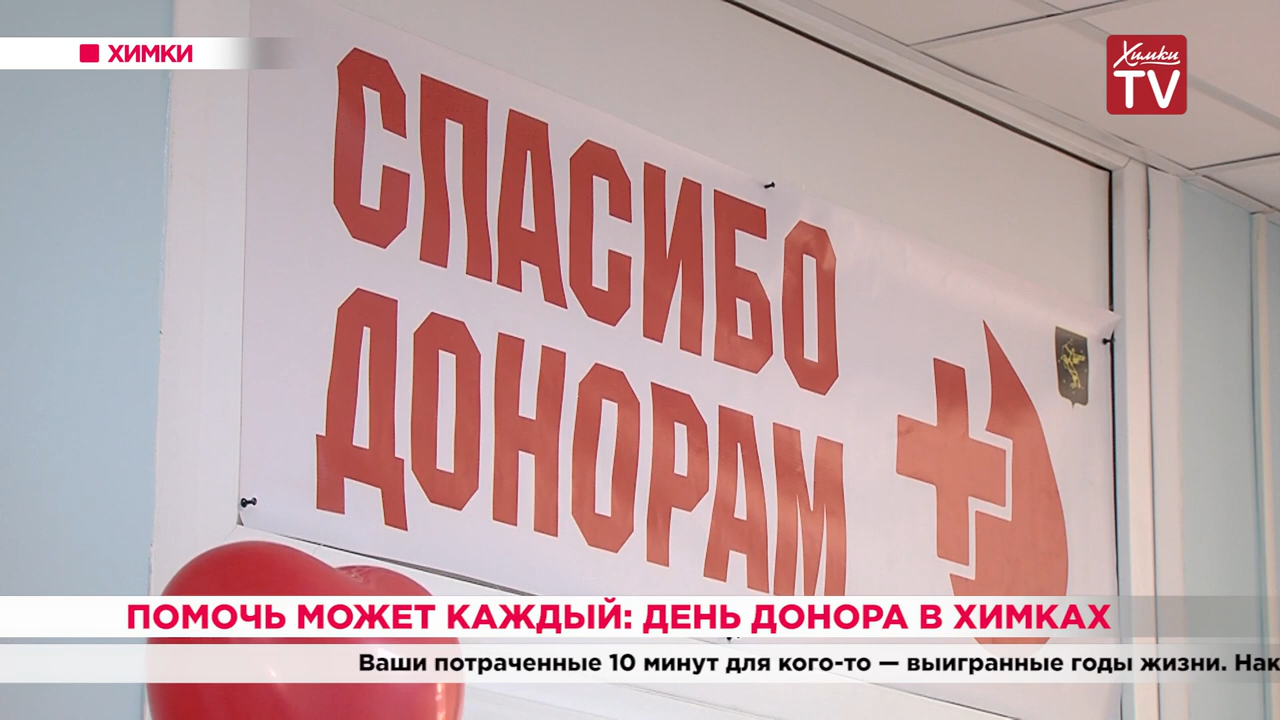 ХИМКИ
Химки
TV
СПАСИБО
ДОНОРАМ
ПОМОЧЬ МОЖЕТ КАЖДЫЙ: ДЕНЬ ДОНОРА В ХИМКАХ
Ваши потраченные 10 минут для кого-то — выигранные годы жизни. Нак